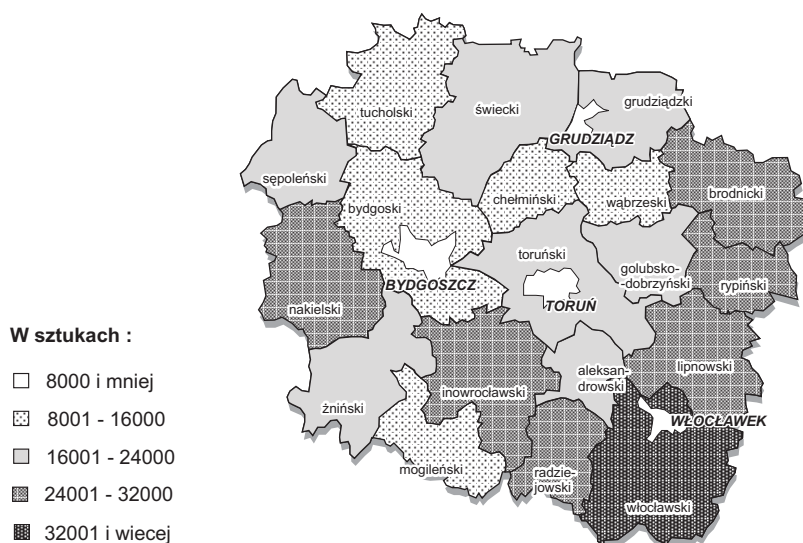 tucholski
świecki
grudziądzki
GRUDZIĄDZ
sępoleński
bydgoski
chełmiński
wąbrzeski
brodnicki
toruński
golubsko-
-dobrzyński
rypiński
BYDGOSZCZ
TORUŃ
nakielski
W sztukach :
8000 i mniej
8001 - 16000
16001 - 24000
24001 - 32000
32001 i wiecej
aleksan-
drowski
lipnowski
inowrocławski
żniński
WŁOCŁAWEK
mogileński
radzie-
jowski
włocławski